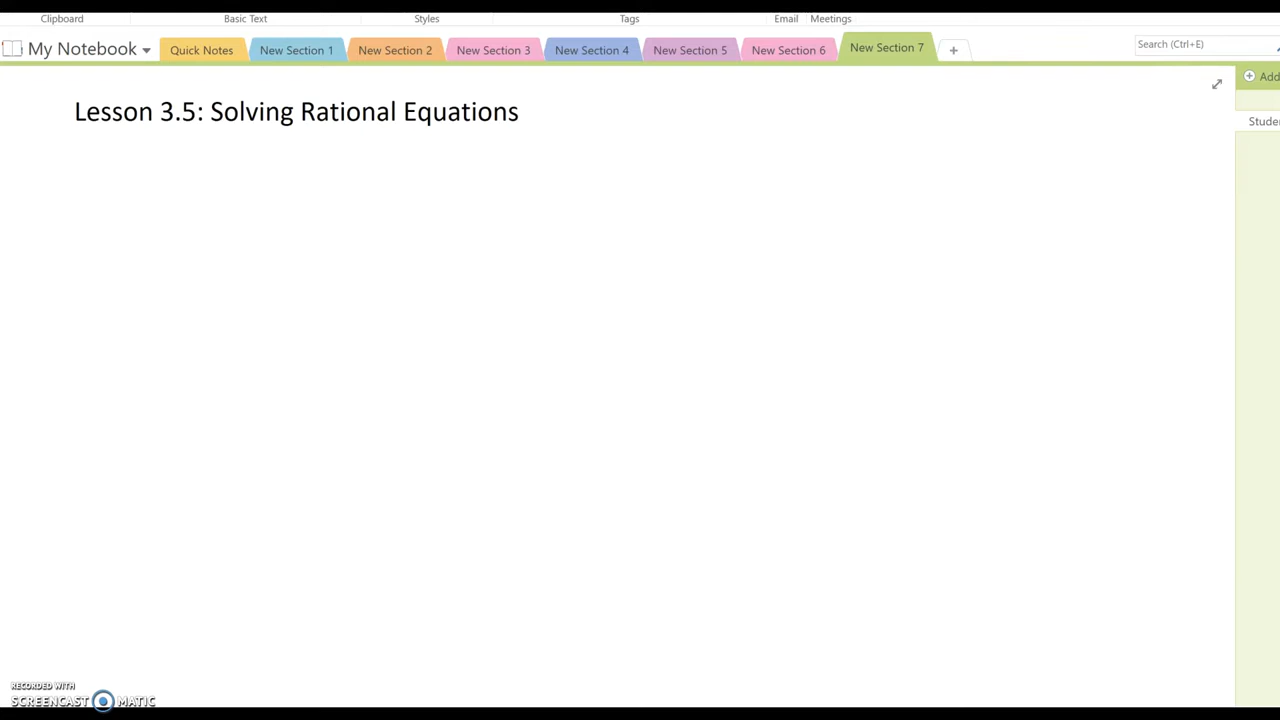 Clipboard Basic Text Styles Tags Email Meetings
My Notebook Quick Notes New Section 1 New Section 2 New Section 3 New Section 4 New Section 5 New Section 6 New Section 7 + Search (Ctrl+E)
Add
Lesson 3.5: Solving Rational Equations
Studen
RECORDED WITH
SCREENCAST MATIC